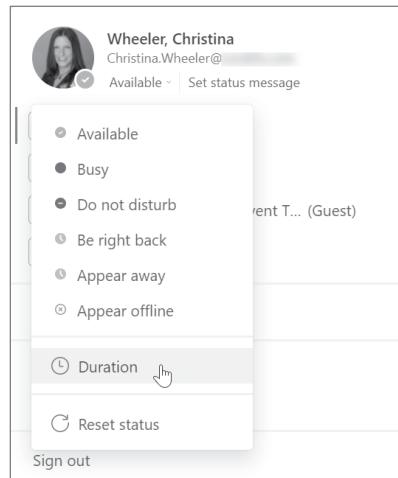 Wheeler, Christina
Christina.Wheeler@
Available Set status message
Available
Busy
Do not disturb
vent T... (Guest)
Be right back
Appear away
Appear offline
Duration
Reset status
Sign out